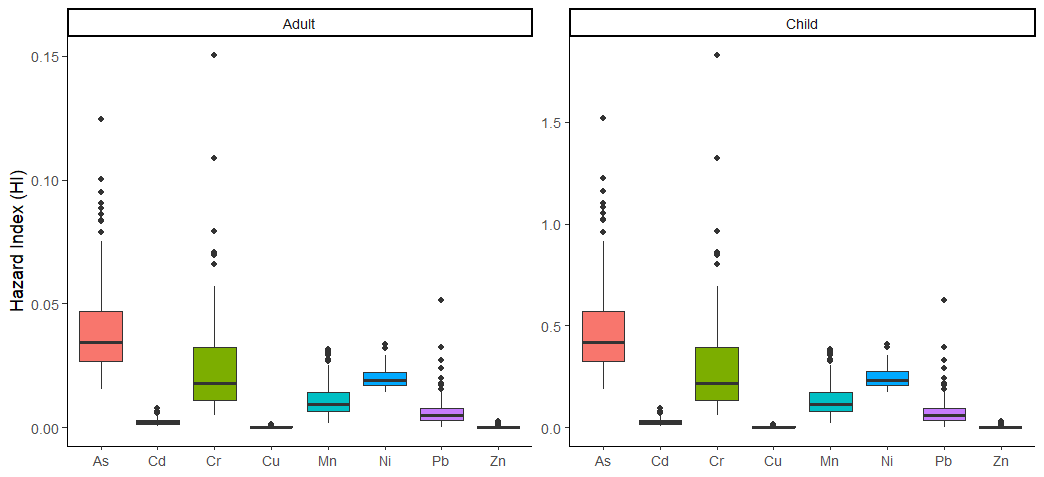 Adult
Child
Hazard Index (HI)
0.15
0.10
0.05
0.00
1.5
1.0
0.5
0.0
As Cd Cr Cu Mn Ni Pb Zn
As Cd Cr Cu Mn Ni Pb Zn